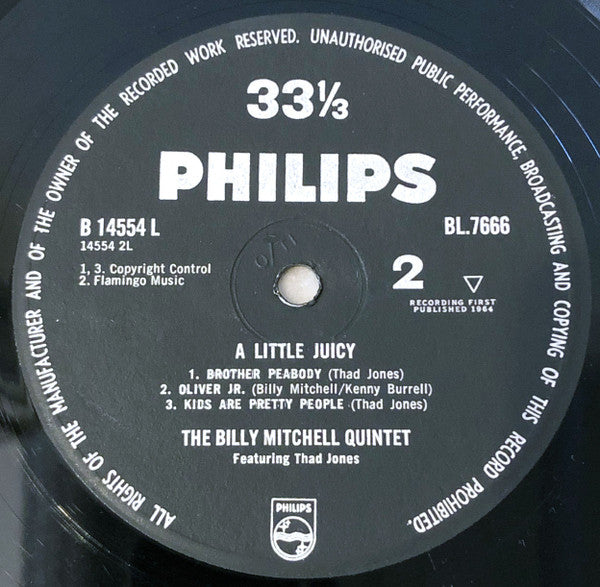 ALL RIGHTS OF THE MANUFACTURER AND OF THE OWNER OF THE RECORDED WORK RESERVED. UNAUTHORISED PUBLIC PERFORMANCE, BROADCASTING AND COPYING OF THIS RECORD PROHIBITED.
33⅓
PHILIPS
B 14554 L
BL.7666
14554 2L
1, 3. Copyright Control
2. Flamingo Music
2 ▽
RECORDING FIRST
PUBLISHED 1964
A LITTLE JUICY
1. BROTHER PEABODY (Thad Jones)
2. OLIVER JR. (Billy Mitchell/Kenny Burrell)
3. KIDS ARE PRETTY PEOPLE (Thad Jones)
THE BILLY MITCHELL QUINTET
Featuring Thad Jones
PHILIPS